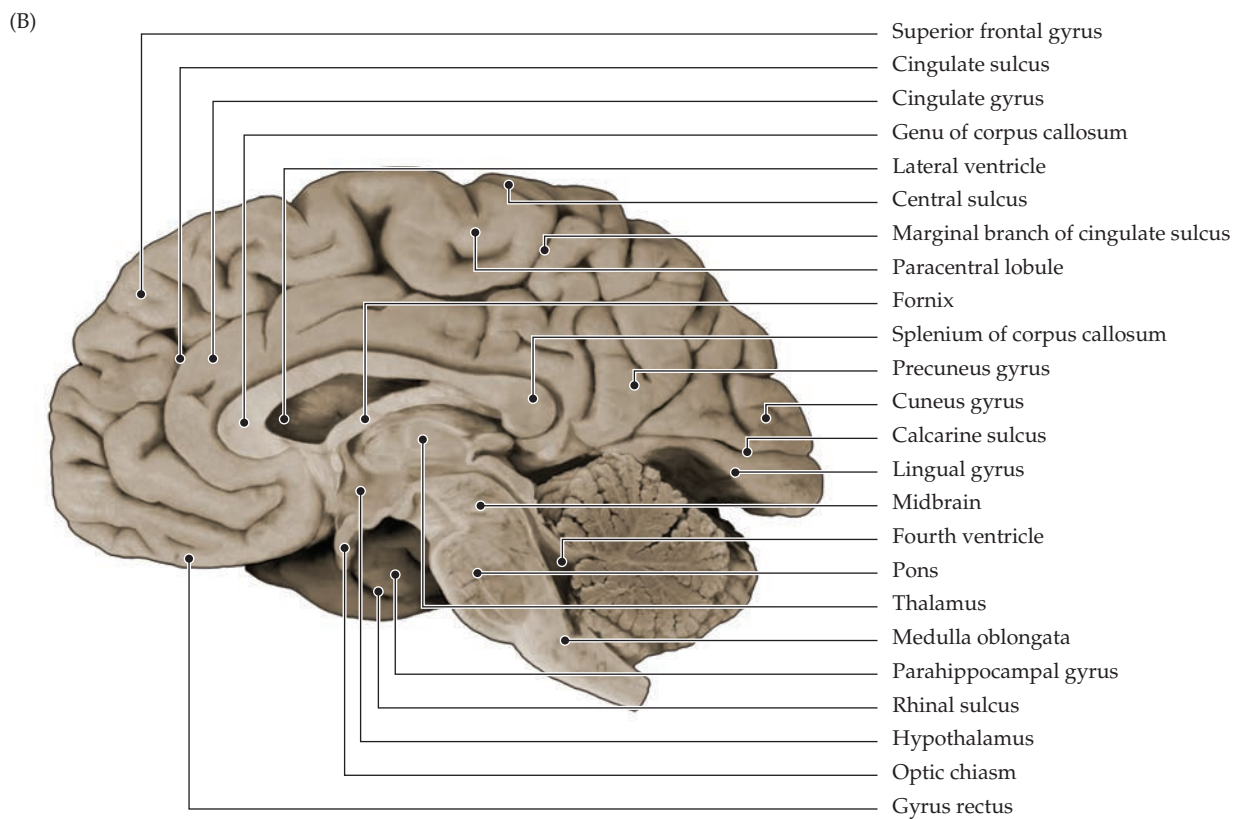 (B)
Superior frontal gyrus
Cingulate sulcus
Cingulate gyrus
Genu of corpus callosum
Lateral ventricle
Central sulcus
Marginal branch of cingulate sulcus
Paracentral lobule
Fornix
Splenium of corpus callosum
Precuneus gyrus
Cuneus gyrus
Calcarine sulcus
Lingual gyrus
Midbrain
Fourth ventricle
Pons
Thalamus
Medulla oblongata
Parahippocampal gyrus
Rhinal sulcus
Hypothalamus
Optic chiasm
Gyrus rectus